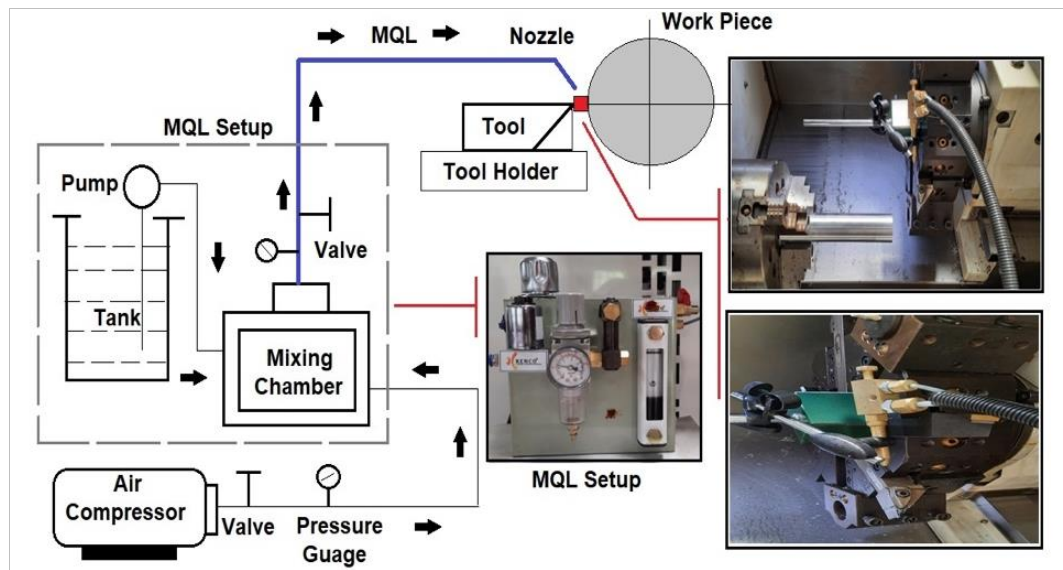 MQL
Nozzle
Work Piece
MQL Setup
Tool
Tool Holder
Pump
Valve
Tank
Mixing
Chamber
KENCO
MQL Setup
Air
Compressor
Valve
Pressure
Guage